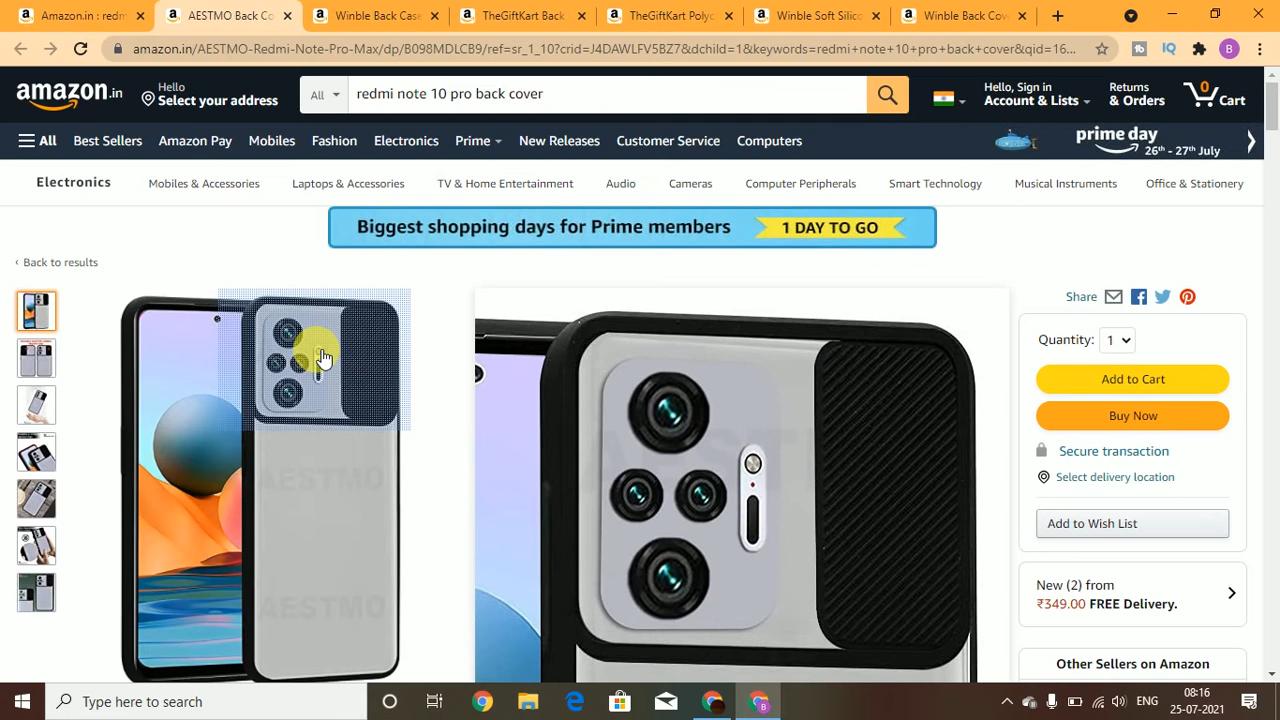 Amazon.in : redm
AESTMO Back Co
Winble Back Case
TheGiftKart Back
TheGiftKart Polyc
Winble Soft Silico
Winble Back Cov
amazon.in/AESTMO-Redmi-Note-Pro-Max/dp/B098MDLCB9/ref=sr_1_10?crid=J4DAWLFV5BZ7&dchild=1&keywords=redmi+note+10+pro+back+cover&qid=16...
IQ
B
amazon.in
Hello
Select your address
All
redmi note 10 pro back cover
Hello, Sign in
Account & Lists
Returns
& Orders
0
Cart
All
Best Sellers
Amazon Pay
Mobiles
Fashion
Electronics
Prime
New Releases
Customer Service
Computers
prime day
26th - 27th July
Electronics
Mobiles & Accessories
Laptops & Accessories
TV & Home Entertainment
Audio
Cameras
Computer Peripherals
Smart Technology
Musical Instruments
Office & Stationery
Biggest shopping days for Prime members
1 DAY TO GO
‹ Back to results
AESTMO
AESTMO
Share
Quantity: 1
Add to Cart
Buy Now
Secure transaction
Select delivery location
Add to Wish List
New (2) from
₹349.00 FREE Delivery.
Other Sellers on Amazon
Type here to search
ENG
08:16
25-07-2021